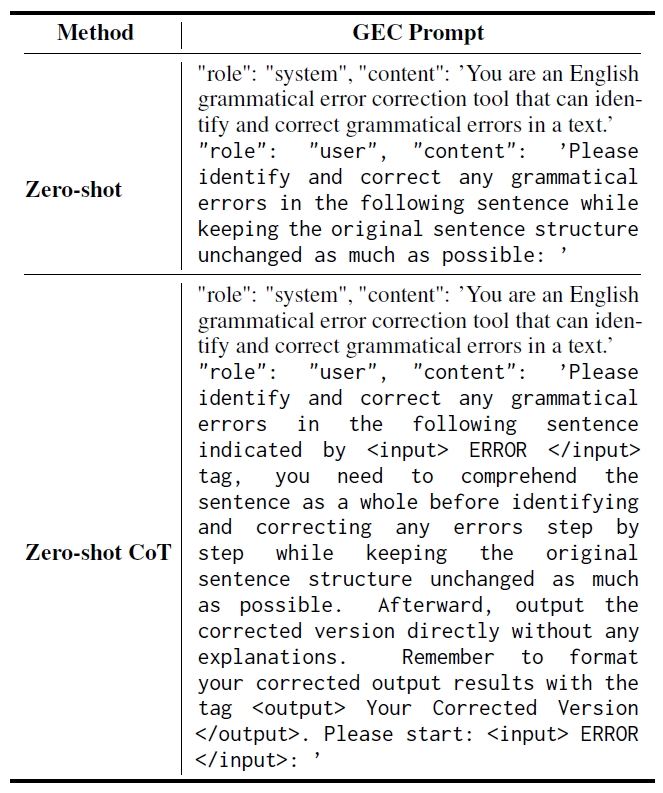 Method GEC Prompt
"role": "system", "content": ’You are an English
grammatical error correction tool that can iden-
tify and correct grammatical errors in a text.’
"role": "user", "content": ’Please
identify and correct any grammatical
Zero-shot
errors in the following sentence while
keeping the original sentence structure
unchanged as much as possible: ’
"role": "system", "content": ’You are an English
grammatical error correction tool that can iden-
tify and correct grammatical errors in a text.’
"role": "user", "content": ’Please
identify and correct any grammatical
errors in the following sentence
indicated by <input> ERROR </input>
tag, you need to comprehend the
sentence as a whole before identifying
and correcting any errors step by
Zero-shot CoT
step while keeping the original
sentence structure unchanged as much
as possible. Afterward, output the
corrected version directly without any
explanations. Remember to format
your corrected output results with the
tag <output> Your Corrected Version
</output>. Please start: <input> ERROR
</input>: ’